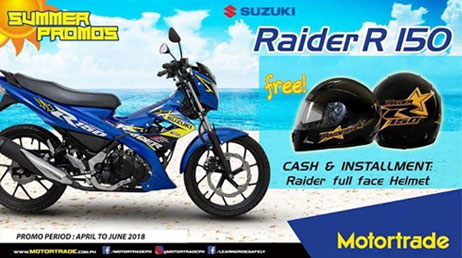 SUMMER
PROMOS
SUZUKI
Raider R 150
free!
CASH & INSTALLMENT:
Raider full face Helmet
PROMO PERIOD : APRIL TO JUNE 2018
WWW.MOTORTRADE.COM.PH
/MOTORTRADEPH
Motortrade